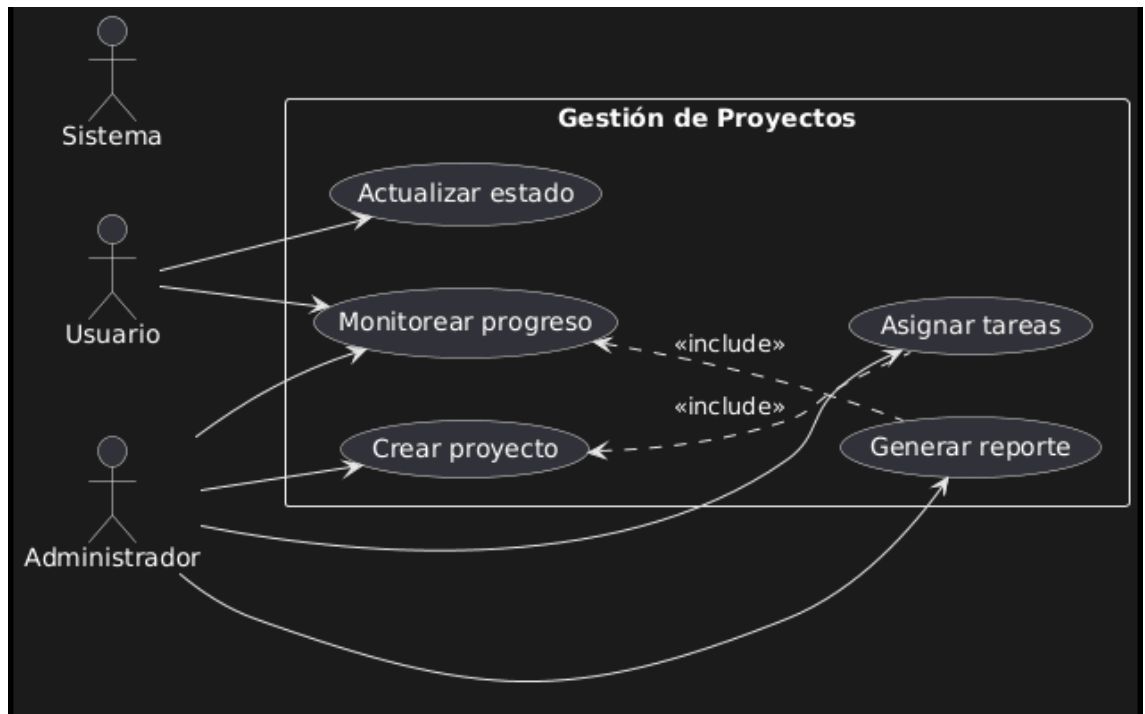 Sistema
Gestión de Proyectos
Actualizar estado
Usuario
Monitorear progreso
«include»
Asignar tareas
«include»
Crear proyecto
Generar reporte
Administrador